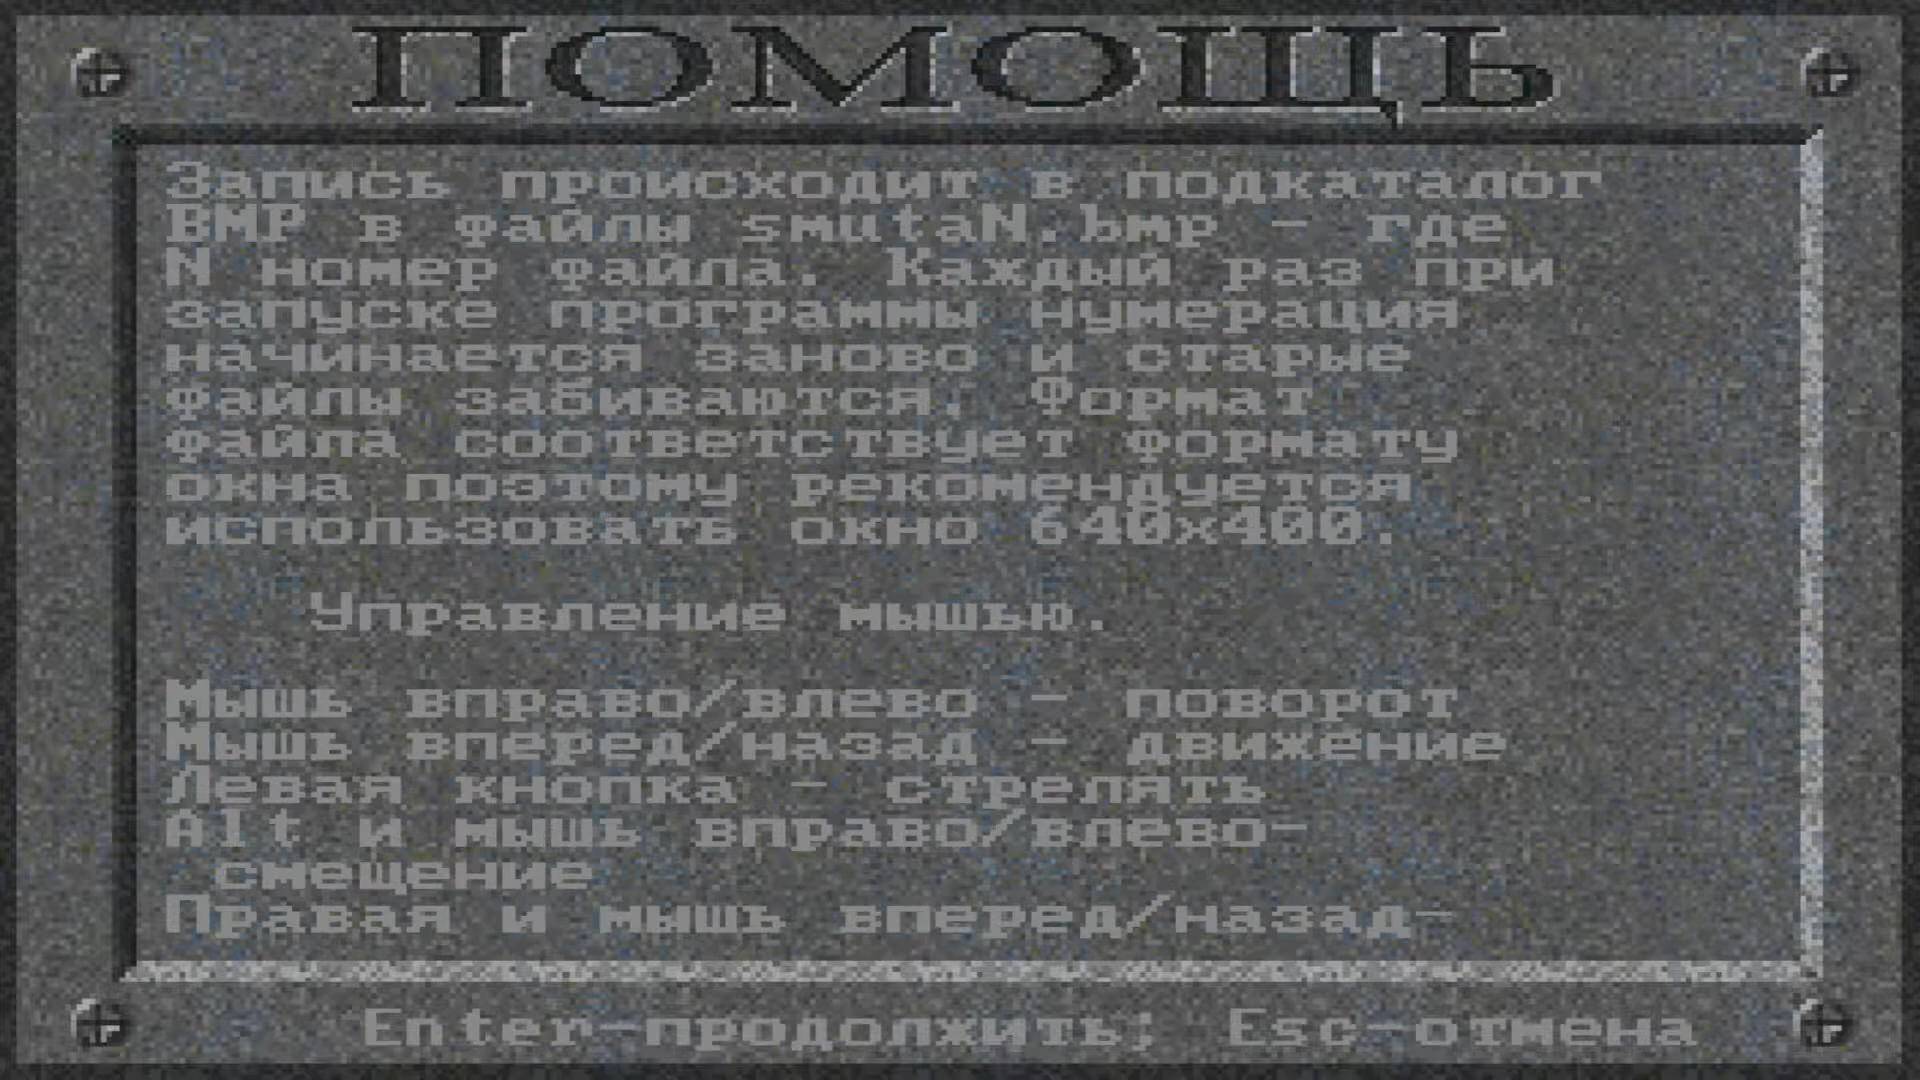 ПОМОЩЬ
Запись происходит в подкаталог
BMP в файлы smutaN.bmp - где
N номер файла. Каждый раз при
запуске программы нумерация
начинается заново и старые
файлы забиваются. Формат
файла соответствует формату
окна поэтому рекомендуется
использовать окно 640x400.
Управление мышью.
Мышь вправо/влево - поворот
Мышь вперед/назад - движение
Левая кнопка - стрелять
Alt и мышь вправо/влево-
смещение
Правая и мышь вперед/назад-
Enter-продолжить; Esc-отмена